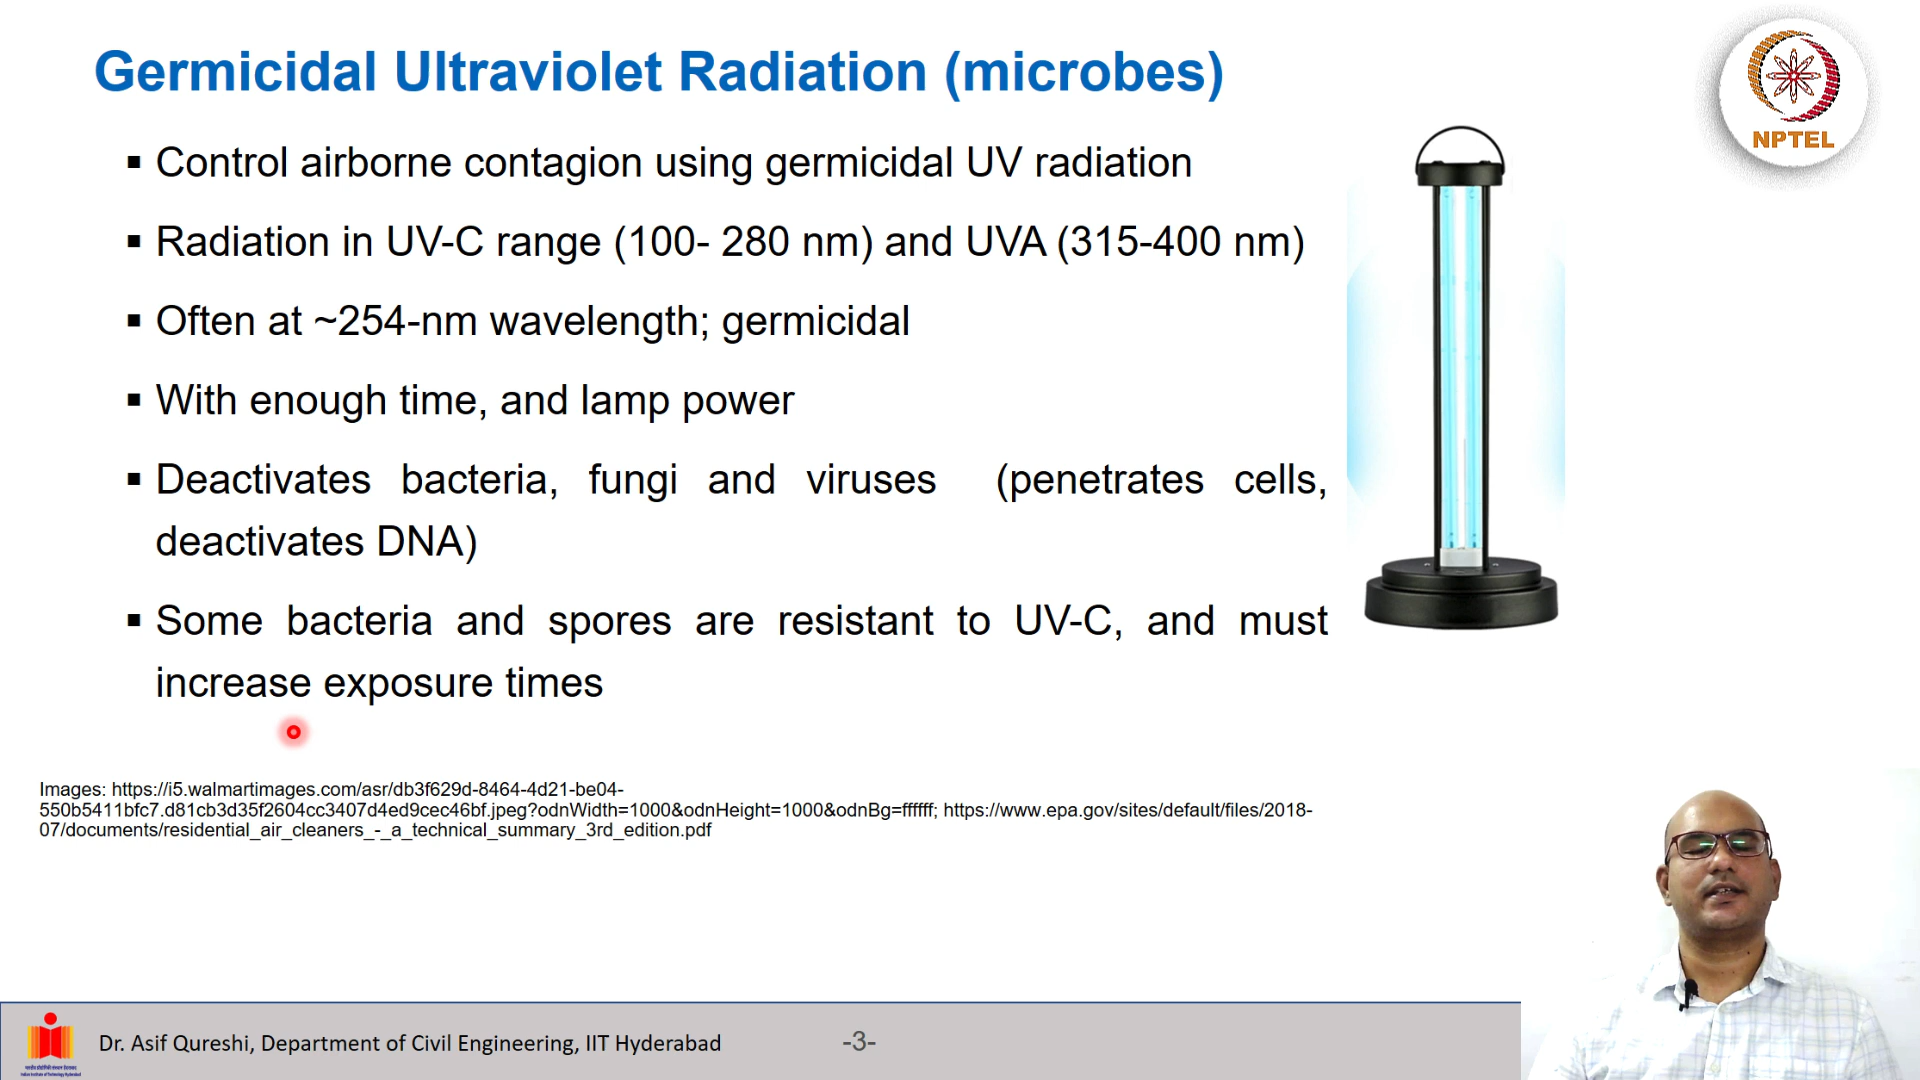 Germicidal Ultraviolet Radiation (microbes)
NPTEL
▪ Control airborne contagion using germicidal UV radiation
▪ Radiation in UV-C range (100- 280 nm) and UVA (315-400 nm)
▪ Often at ~254-nm wavelength; germicidal
▪ With enough time, and lamp power
▪ Deactivates bacteria, fungi and viruses (penetrates cells,
deactivates DNA)
▪ Some bacteria and spores are resistant to UV-C, and must
increase exposure times
Images: https://i5.walmartimages.com/asr/db3f629d-8464-4d21-be04-
550b5411bfc7.d81cb3d35f2604cc3407d4ed9cec46bf.jpeg?odnWidth=1000&odnHeight=1000&odnBg=ffffff; https://www.epa.gov/sites/default/files/2018-
07/documents/residential_air_cleaners_-_a_technical_summary_3rd_edition.pdf
Dr. Asif Qureshi, Department of Civil Engineering, IIT Hyderabad
-3-